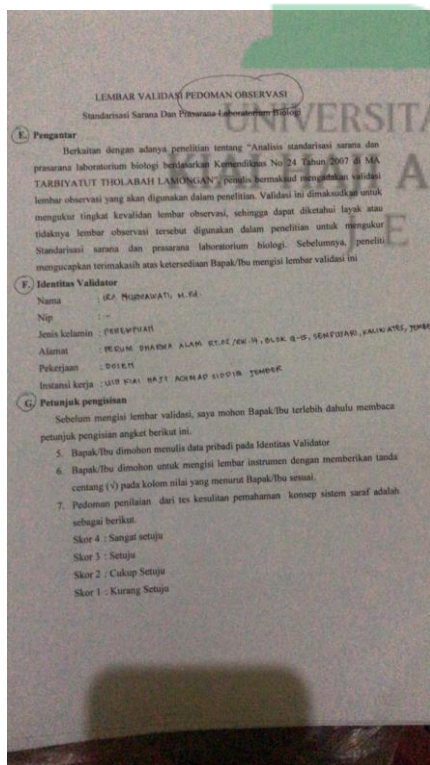 LEMBAR VALIDASI PEDOMAN OBSERVASI
Standarisasi Sarana Dan Prasarana Laboratorium Biologi
UNIVERSITA
E. Pengantar
Berkaitan dengan adanya penelitian tentang "Analisis standarisasi sarana dan
prasarana laboratorium biologi berdasarkan Kemendiknas No 24 Tahun 2007 di MA
TARBIYATUT THOLABAH LAMONGAN", penulis bermaksud mengadakan validasi
lembar observasi yang akan digunakan dalam penelitian. Validasi ini dimaksudkan untuk
mengukur tingkat kevalidan lembar observasi, sehingga dapat diketahui layak atau
tidaknya lembar observasi tersebut digunakan dalam penelitian untuk mengukur
Standarisasi sarana dan prasarana laboratorium biologi. Sebelumnya, peneliti
mengucapkan terimakasih atas ketersediaan Bapak/Ibu mengisi lembar validasi ini
F. Identitas Validator
Nama : IRA NURMAWATI, M.Pd.
Nip : -
Jenis kelamin : PEREMPUAN
Alamat : PERUM DHARMA ALAM BLOK SEMPUSARI, KALIWATES,
Pekerjaan : DOSEN
Instansi kerja : UIN KIAI HAJI ACHMAD SIDDIQ JEMBER
G. Petunjuk pengisisan
Sebelum mengisi lembar validasi, saya mohon Bapak/Ibu terlebih dahulu membaca
petunjuk pengisian angket berikut ini.
5. Bapak/Ibu dimohon menulis data pribadi pada Identitas Validator
6. Bapak/Ibu dimohon untuk mengisi lembar instrumen dengan memberikan tanda
centang (√) pada kolom nilai yang menurut Bapak/Ibu sesuai.
7. Pedoman penilaian dari tes kesulitan pemahaman konsep sistem saraf adalah
sebagai berikut.
Skor 4 : Sangat setuju
Skor 3 : Setuju
Skor 2 : Cukup Setuju
Skor 1 : Kurang Setuju